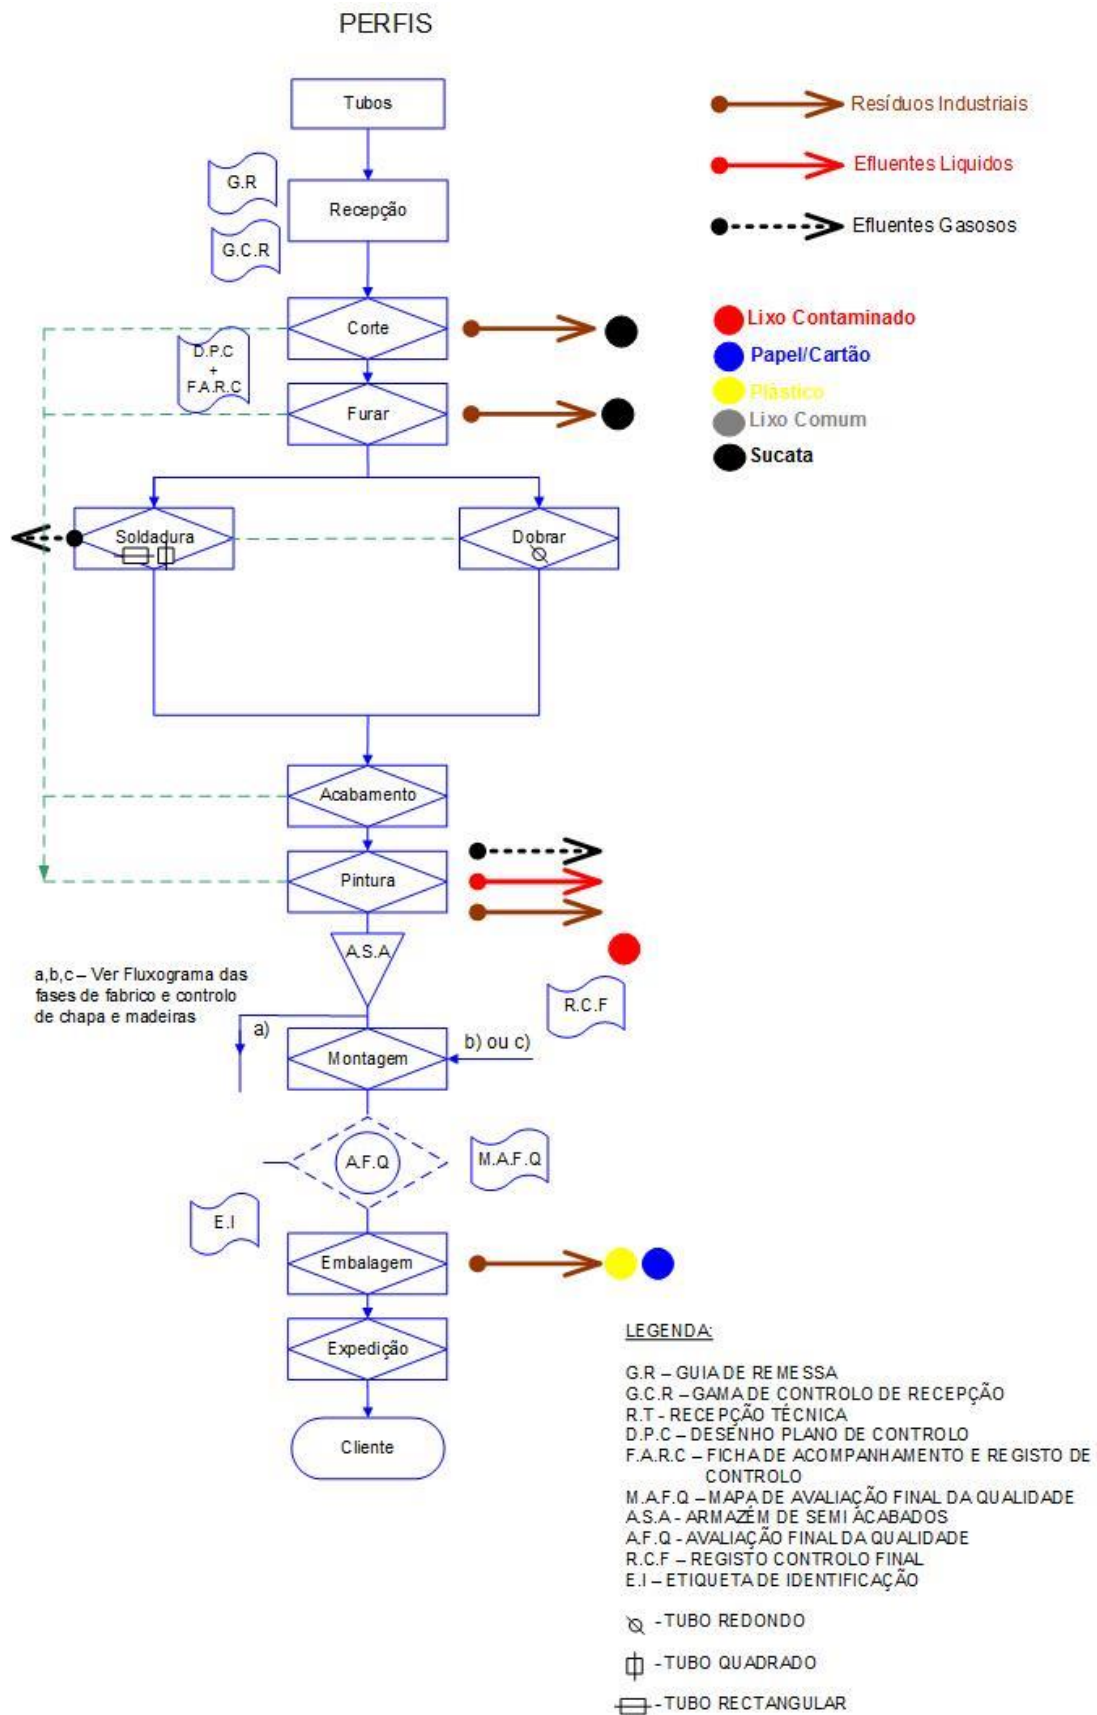 PERFIS
Tubos
Resíduos Industriais
Efluentes Liquidos
G.R
Recepção
Efluentes Gasosos
G.C.R
Corte
Lixo Contaminado
Papel/Cartão
Plástico
Lixo Comum
Sucata
D.P.C
+
F.A.R.C
Furar
Soldadura
Dobrar
Acabamento
Pintura
A.S.A
a,b,c – Ver Fluxograma das
fases de fabrico e controlo
de chapa e madeiras
R.C.F
a)
b) ou c)
Montagem
A.F.Q
M.A.F.Q
E.I
Embalagem
Expedição
Cliente
LEGENDA:
G.R – GUIA DE REMESSA
G.C.R – GAMA DE CONTROLO DE RECEPÇÃO
R.T - RECEPÇÃO TÉCNICA
D.P.C – DESENHO PLANO DE CONTROLO
F.A.R.C – FICHA DE ACOMPANHAMENTO E REGISTO DE
CONTROLO
M.A.F.Q – MAPA DE AVALIAÇÃO FINAL DA QUALIDADE
A.S.A - ARMAZÉM DE SEMI ACABADOS
A.F.Q - AVALIAÇÃO FINAL DA QUALIDADE
R.C.F – REGISTO CONTROLO FINAL
E.I – ETIQUETA DE IDENTIFICAÇÃO
- TUBO REDONDO
- TUBO QUADRADO
- TUBO RECTANGULAR